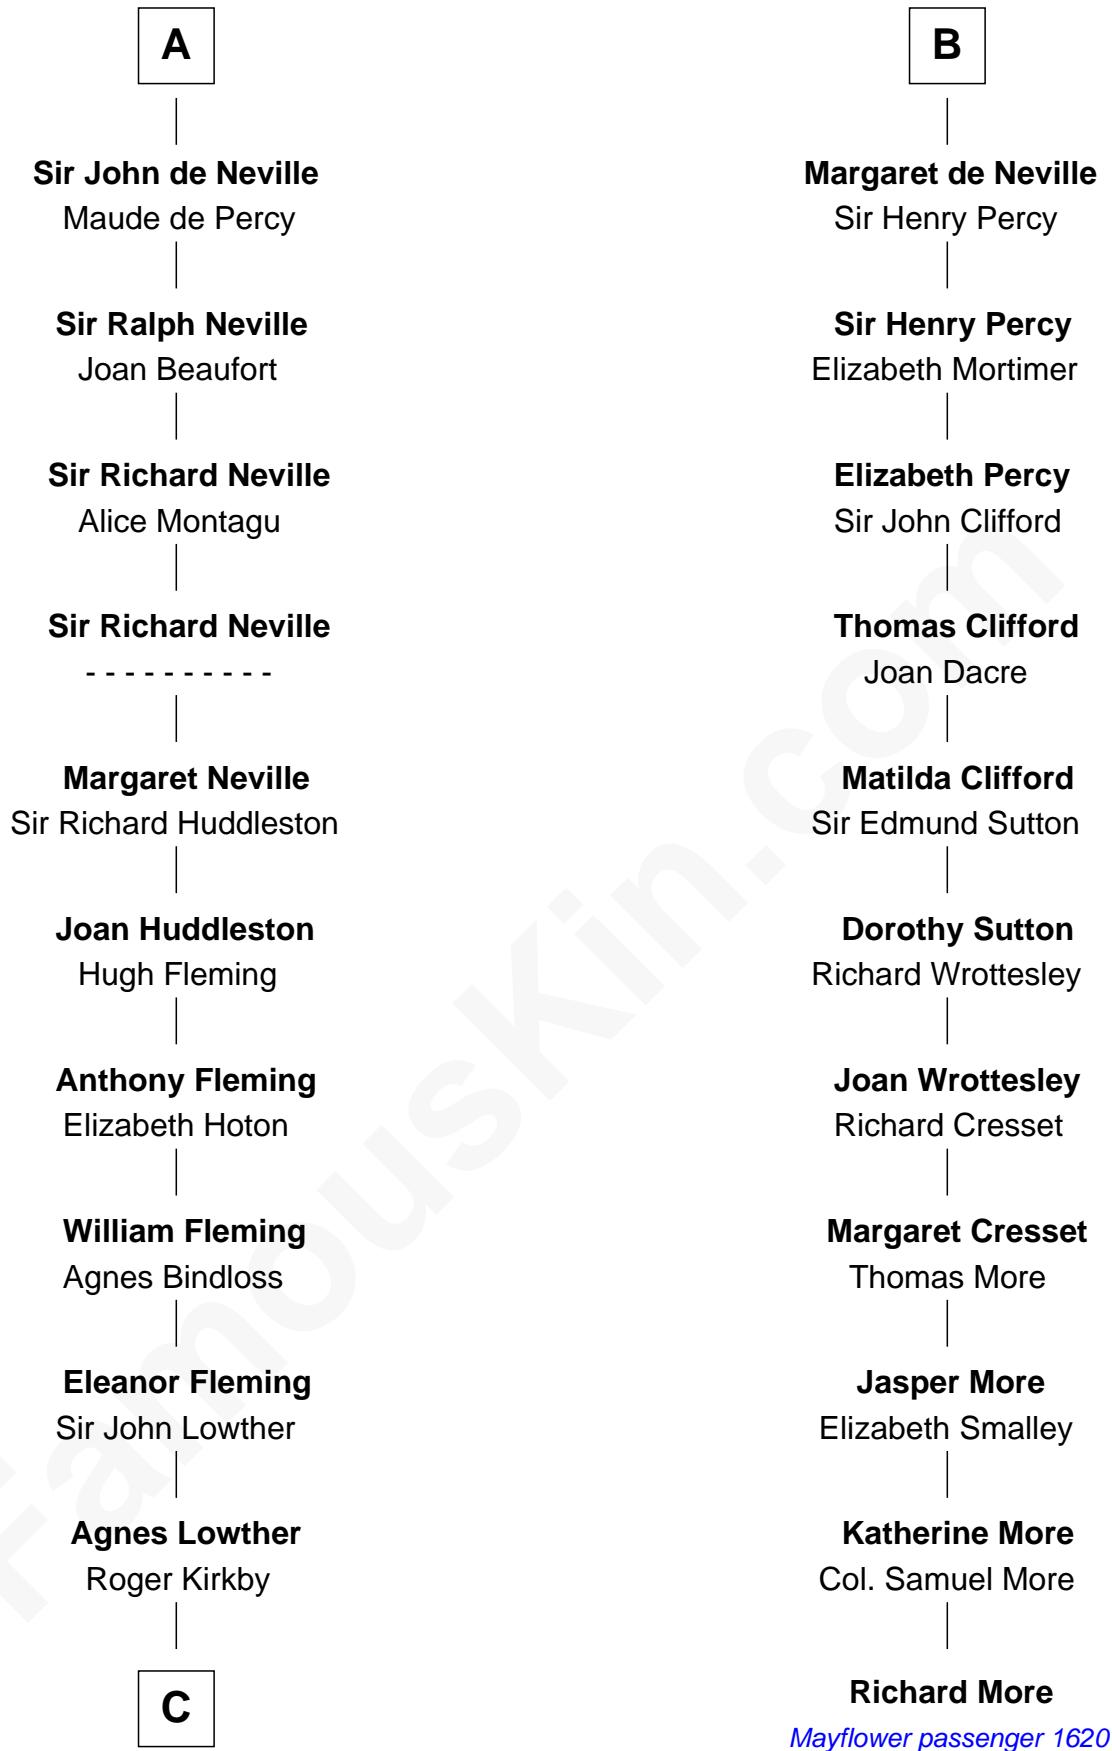 A
Sir John de Neville
Maude de Percy
Sir Ralph Neville
Joan Beaufort
Sir Richard Neville
Alice Montagu
Sir Richard Neville
- - - - - - - - - -
Margaret Neville
Sir Richard Huddleston
Joan Huddleston
Hugh Fleming
Anthony Fleming
Elizabeth Hoton
William Fleming
Agnes Bindloss
Eleanor Fleming
Sir John Lowther
Agnes Lowther
Roger Kirkby
C
B
Margaret de Neville
Sir Henry Percy
Sir Henry Percy
Elizabeth Mortimer
Elizabeth Percy
Sir John Clifford
Thomas Clifford
Joan Dacre
Matilda Clifford
Sir Edmund Sutton
Dorothy Sutton
Richard Wrottesley
Joan Wrottesley
Richard Cresset
Margaret Cresset
Thomas More
Jasper More
Elizabeth Smalley
Katherine More
Col. Samuel More
Richard More
Mayflower passenger 1620
FamousKin.com